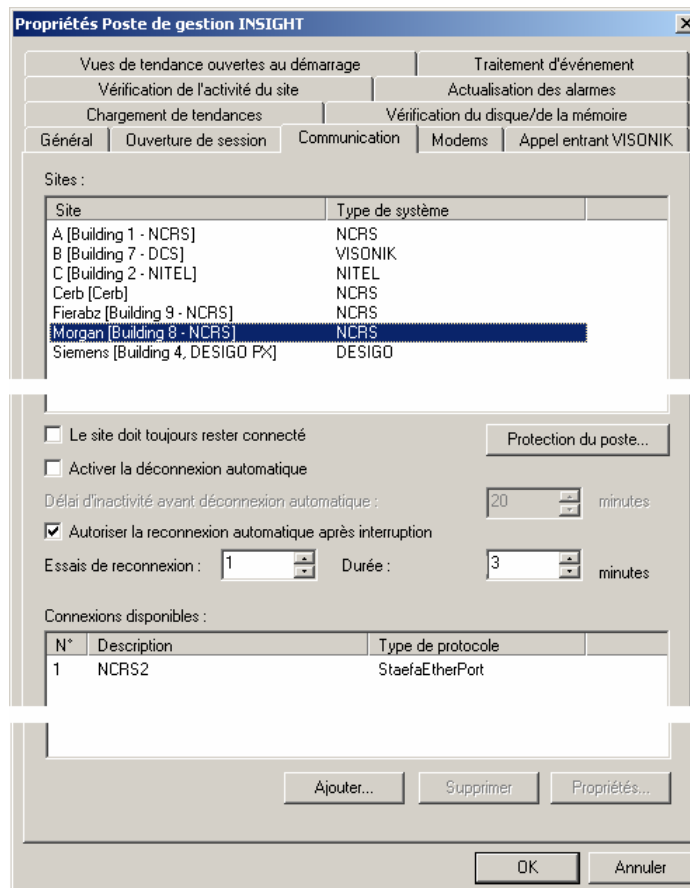 Propriétés Poste de gestion INSIGHT
Vues de tendance ouvertes au démarrage Traitement d'événement
Vérification de l'activité du site Actualisation des alarmes
Chargement de tendances Vérification du disque/de la mémoire
Général Ouverture de session Communication Modems Appel entrant VISONIK
Sites :
Site Type de système
A [Building 1 - NCRS] NCRS
B [Building 7 - DCS] VISONIK
C [Building 2 - NITEL] NITEL
Cerb [Cerb] NCRS
Fierabz [Building 9 - NCRS] NCRS
Morgan [Building 8 - NCRS] NCRS
Siemens [Building 4, DESIGO PX] DESIGO
Le site doit toujours rester connecté Protection du poste...
Activer la déconnexion automatique
Délai d'inactivité avant déconnexion automatique : 20 minutes
Autoriser la reconnexion automatique après interruption
Essais de reconnexion : 1 Durée : 3 minutes
Connexions disponibles :
N° Description Type de protocole
1 NCRS2 StaefaEtherPort
Ajouter... Supprimer Propriétés...
OK Annuler